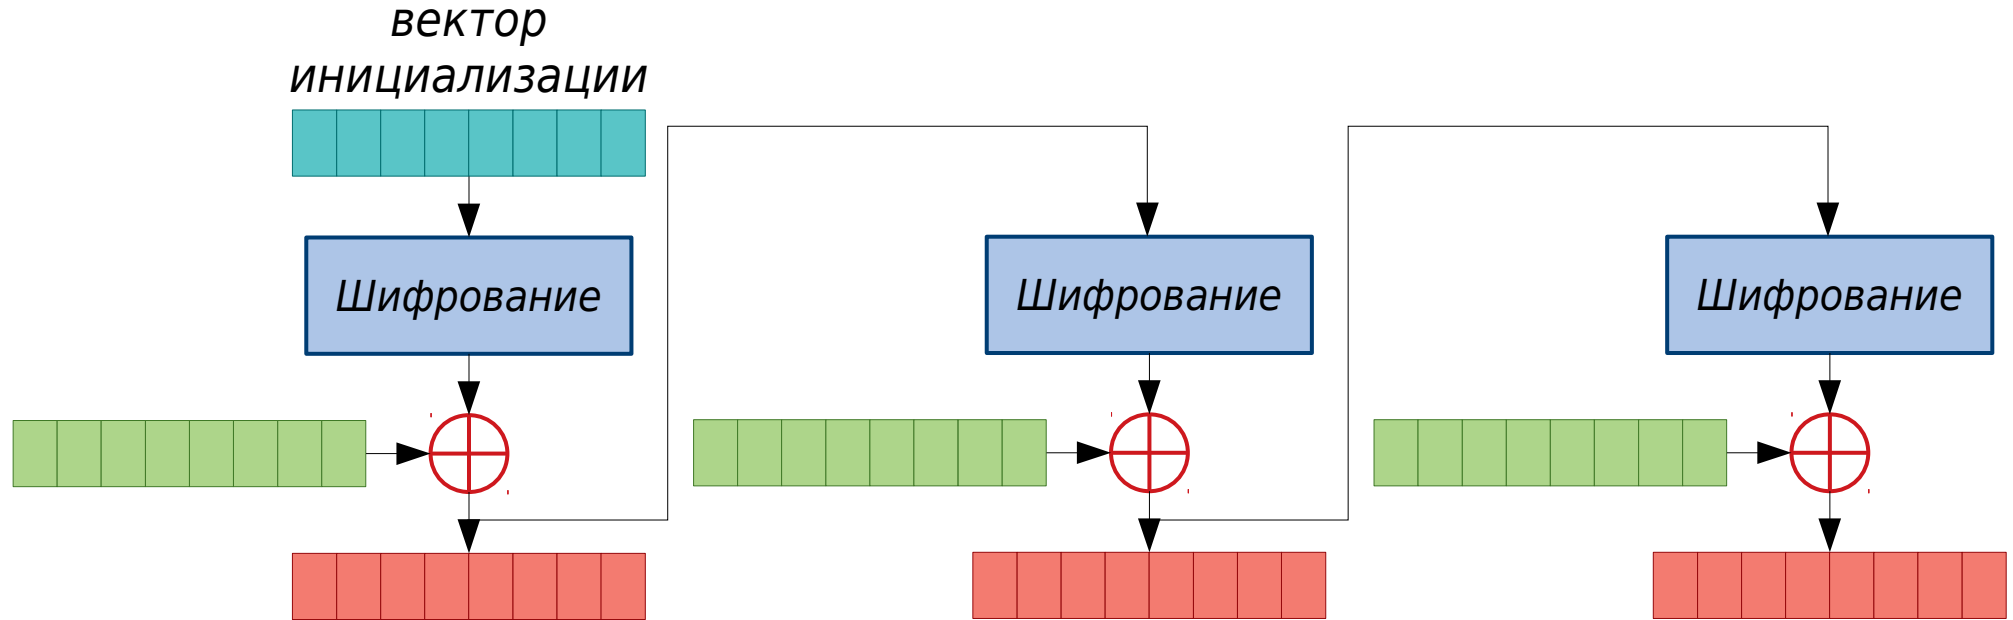 вектор
инициализации
Шифрование
Шифрование
Шифрование